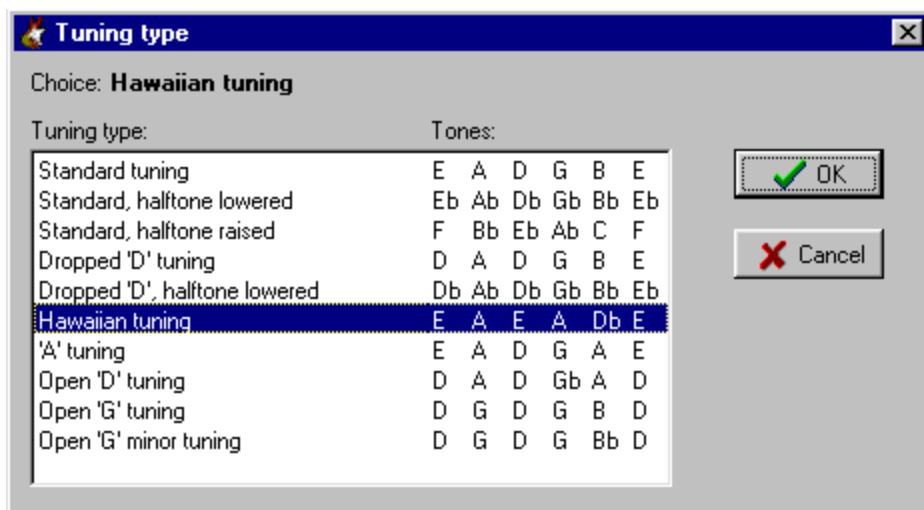 Tuning type
Choice: Hawaiian tuning
Tuning type: Tones:
Standard tuning E A D G B E
Standard, halftone lowered Eb Ab Db Gb Bb Eb
Standard, halftone raised F Bb Eb Ab C F
Dropped 'D' tuning D A D G B E
Dropped 'D', halftone lowered Db Ab Db Gb Bb Eb
Hawaiian tuning E A E A Db E
'A' tuning E A D G A E
Open 'D' tuning D A D Gb A D
Open 'G' tuning D G D G B D
Open 'G' minor tuning D G D G Bb D
OK
Cancel